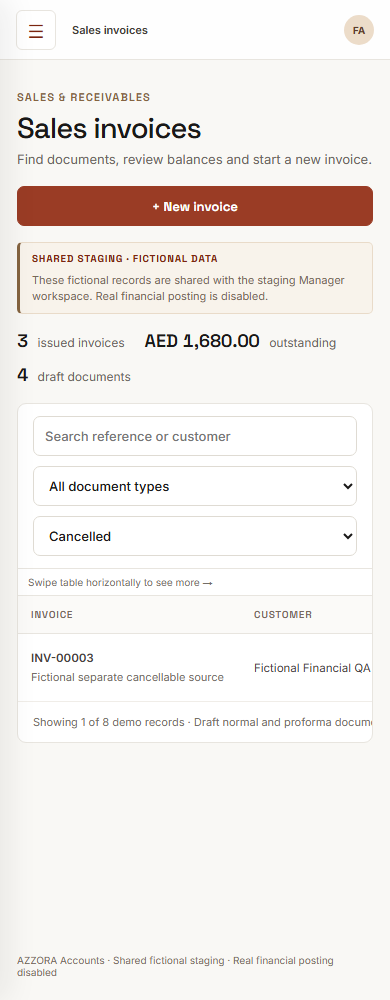 Sales invoices
FA
SALES & RECEIVABLES
Sales invoices
Find documents, review balances and start a new invoice.
+ New invoice
SHARED STAGING · FICTIONAL DATA
These fictional records are shared with the staging Manager
workspace. Real financial posting is disabled.
3 issued invoices AED 1,680.00 outstanding
4 draft documents
Search reference or customer
All document types
Cancelled
Swipe table horizontally to see more →
INVOICE CUSTOMER
INV-00003
Fictional separate cancellable source
Fictional Financial QA
Showing 1 of 8 demo records · Draft normal and proforma
AZZORA Accounts · Shared fictional staging · Real financial posting
disabled